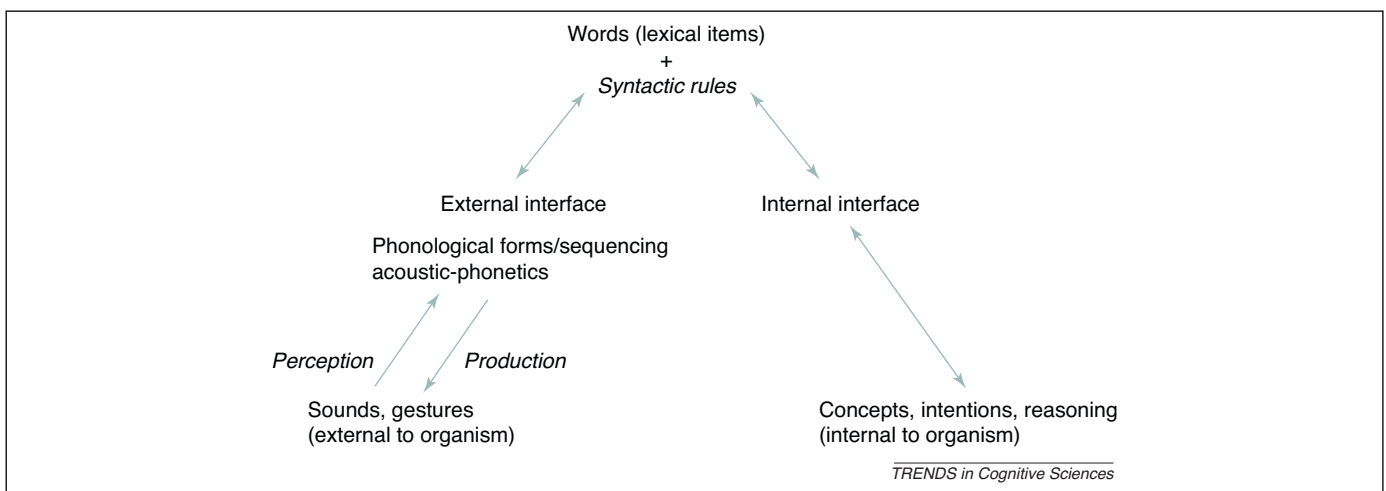 Words (lexical items)
+
Syntactic rules
External interface
Internal interface
Phonological forms/sequencing
acoustic-phonetics
Perception
Production
Sounds, gestures
(external to organism)
Concepts, intentions, reasoning
(internal to organism)
TRENDS in Cognitive Sciences